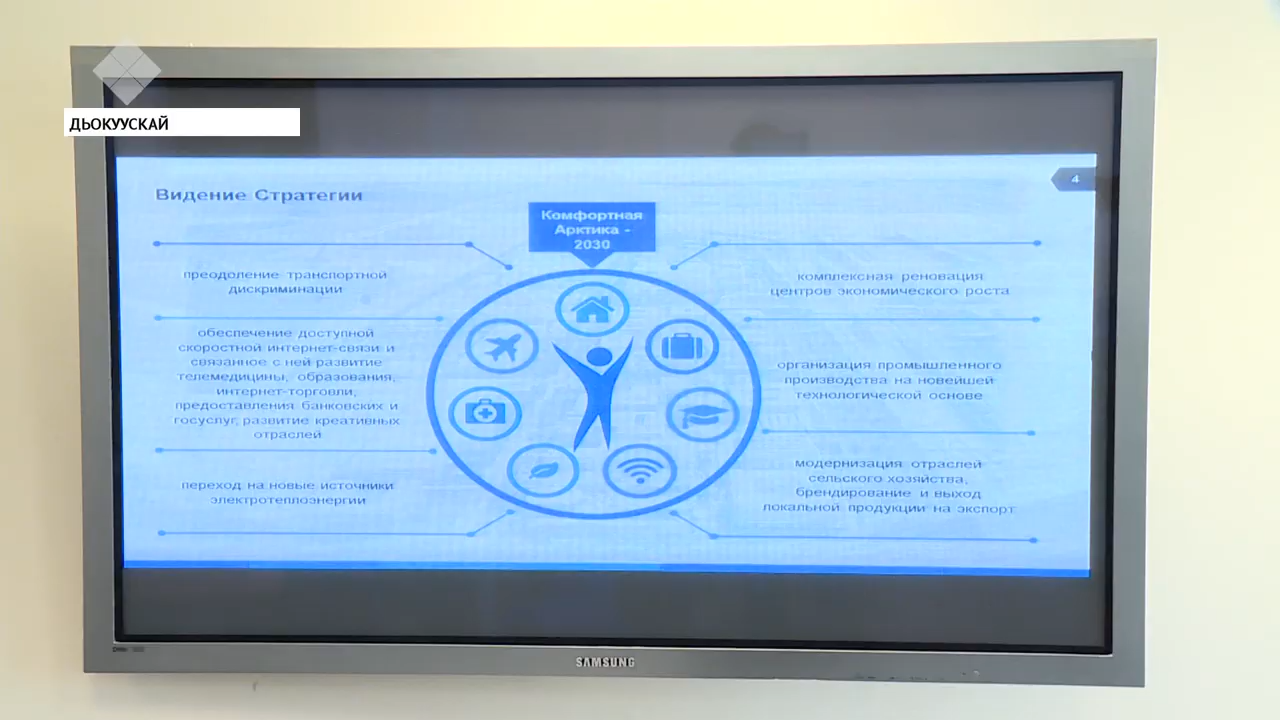 ДЬОКУУСКАЙ
4
Видение Стратегии
Комфортная
Арктика -
2030
преодоление транспортной
дискриминации
обеспечение доступной
скоростной интернет-связи и
связанное с ней развитие
телемедицины, образования,
интернет-торговли,
предоставления банковских и
госуслуг, развитие креативных
отраслей
переход на новые источники
электротеплоэнергии
комплексная реновация
центров экономического роста
организация промышленного
производства на новейшей
технологической основе
модернизация отраслей
сельского хозяйства,
брендирование и выход
локальной продукции на экспорт
SAMSUNG